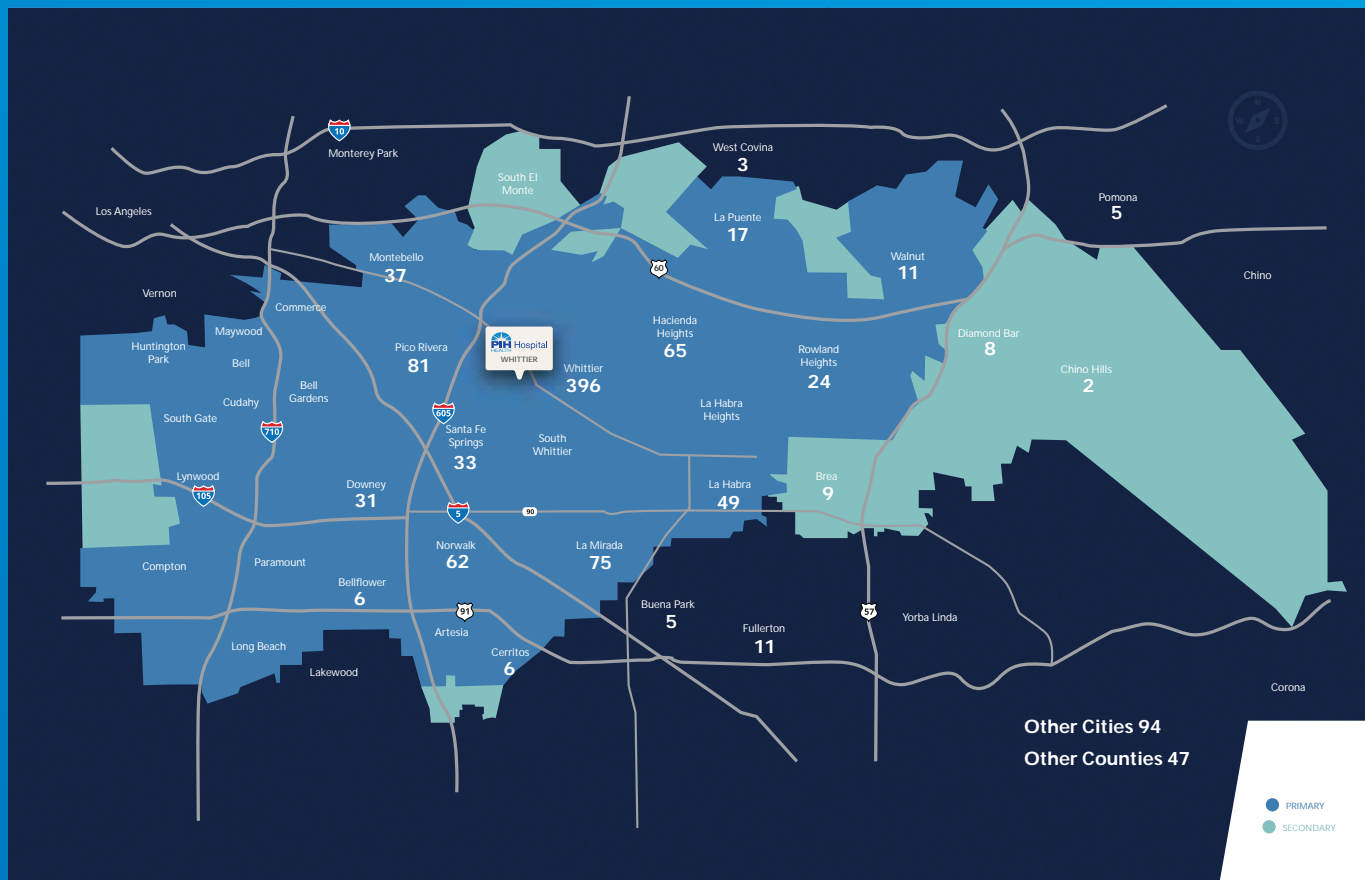 10
Monterey Park
West Covina
3
South El
Monte
Pomona
5
Los Angeles
La Puente
17
Montebello
37
Walnut
11
60
Chino
Vernon
Commerce
Maywood
Huntington
Park
Bell
Pico Rivera
81
PIH
HEALTH
Hospital
WHITTIER
Whittier
396
Hacienda
Heights
65
Rowland
Heights
24
Diamond Bar
8
Chino Hills
2
Bell
Gardens
Cudahy
South Gate
710
605
Santa Fe
Springs
33
South
Whittier
La Habra
Heights
Lynwood
105
Downey
31
5
90
La Habra
49
Brea
9
Norwalk
62
La Mirada
75
Compton
Paramount
Bellflower
6
91
Artesia
Buena Park
5
Fullerton
11
57
Yorba Linda
Long Beach
Lakewood
Cerritos
6
Corona
Other Cities 94
Other Counties 47
PRIMARY
SECONDARY